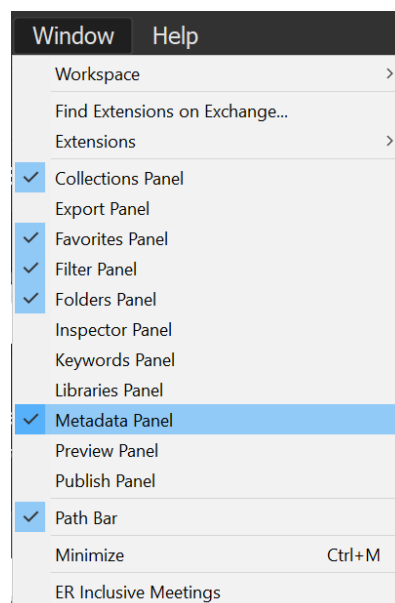 Window Help
Workspace
Find Extensions on Exchange...
Extensions
Collections Panel
Export Panel
Favorites Panel
Filter Panel
Folders Panel
Inspector Panel
Keywords Panel
Libraries Panel
Metadata Panel
Preview Panel
Publish Panel
Path Bar
Minimize Ctrl+M
ER Inclusive Meetings